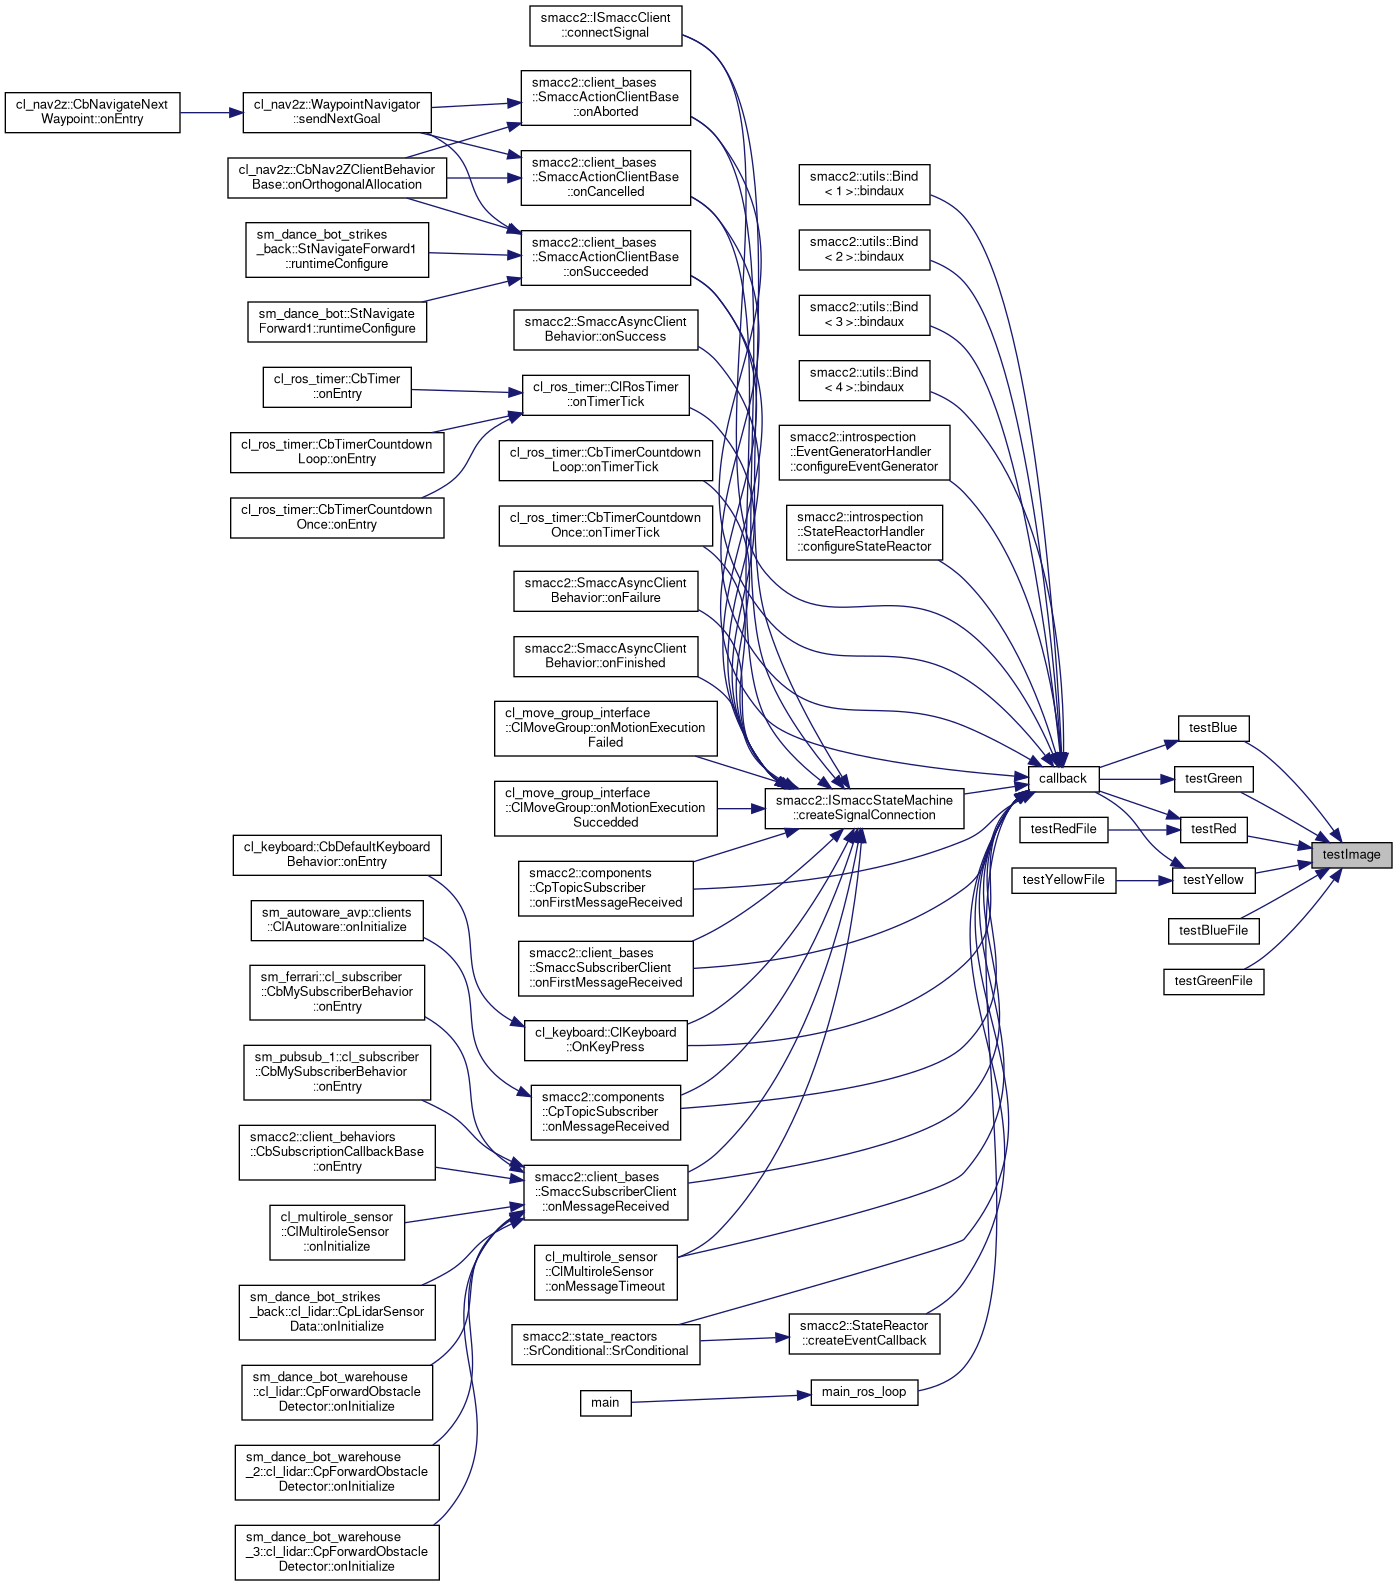 cl_nav2z::CbNavigateNext
Waypoint::onEntry
cl_nav2z::WaypointNavigator
::sendNextGoal
cl_nav2z::CbNav2ZClientBehavior
Base::onOrthogonalAllocation
sm_dance_bot_strikes
_back::StNavigateForward1
::runtimeConfigure
sm_dance_bot::StNavigate
Forward1::runtimeConfigure
cl_ros_timer::CbTimer
::onEntry
cl_ros_timer::CbTimerCountdown
Loop::onEntry
cl_ros_timer::CbTimerCountdown
Once::onEntry
cl_keyboard::CbDefaultKeyboard
Behavior::onEntry
sm_autoware_avp::clients
::ClAutoware::onInitialize
sm_ferrari::cl_subscriber
::CbMySubscriberBehavior
::onEntry
sm_pubsub_1::cl_subscriber
::CbMySubscriberBehavior
::onEntry
smacc2::client_behaviors
::CbSubscriptionCallbackBase
::onEntry
cl_multirole_sensor
::ClMultiroleSensor
::onInitialize
sm_dance_bot_strikes
_back::cl_lidar::CpLidarSensor
Data::onInitialize
sm_dance_bot_warehouse
::cl_lidar::CpForwardObstacle
Detector::onInitialize
sm_dance_bot_warehouse
_2::cl_lidar::CpForwardObstacle
Detector::onInitialize
sm_dance_bot_warehouse
_3::cl_lidar::CpForwardObstacle
Detector::onInitialize
smacc2::ISmaccClient
::connectSignal
smacc2::client_bases
::SmaccActionClientBase
::onAborted
smacc2::client_bases
::SmaccActionClientBase
::onCancelled
smacc2::client_bases
::SmaccActionClientBase
::onSucceeded
smacc2::SmaccAsyncClient
Behavior::onSuccess
cl_ros_timer::ClRosTimer
::onTimerTick
cl_ros_timer::CbTimerCountdown
Loop::onTimerTick
cl_ros_timer::CbTimerCountdown
Once::onTimerTick
smacc2::SmaccAsyncClient
Behavior::onFailure
smacc2::SmaccAsyncClient
Behavior::onFinished
cl_move_group_interface
::ClMoveGroup::onMotionExecution
Failed
cl_move_group_interface
::ClMoveGroup::onMotionExecution
Succedded
smacc2::components
::CpTopicSubscriber
::onFirstMessageReceived
smacc2::client_bases
::SmaccSubscriberClient
::onFirstMessageReceived
cl_keyboard::ClKeyboard
::OnKeyPress
smacc2::components
::CpTopicSubscriber
::onMessageReceived
smacc2::client_bases
::SmaccSubscriberClient
::onMessageReceived
cl_multirole_sensor
::ClMultiroleSensor
::onMessageTimeout
smacc2::state_reactors
::SrConditional::SrConditional
main
smacc2::utils::Bind
< 1 >::bindaux
smacc2::utils::Bind
< 2 >::bindaux
smacc2::utils::Bind
< 3 >::bindaux
smacc2::utils::Bind
< 4 >::bindaux
smacc2::introspection
::EventGeneratorHandler
::configureEventGenerator
smacc2::introspection
::StateReactorHandler
::configureStateReactor
smacc2::ISmaccStateMachine
::createSignalConnection
smacc2::StateReactor
::createEventCallback
main_ros_loop
callback
testRedFile
testYellowFile
testBlue
testGreen
testRed
testYellow
testBlueFile
testGreenFile
testImage